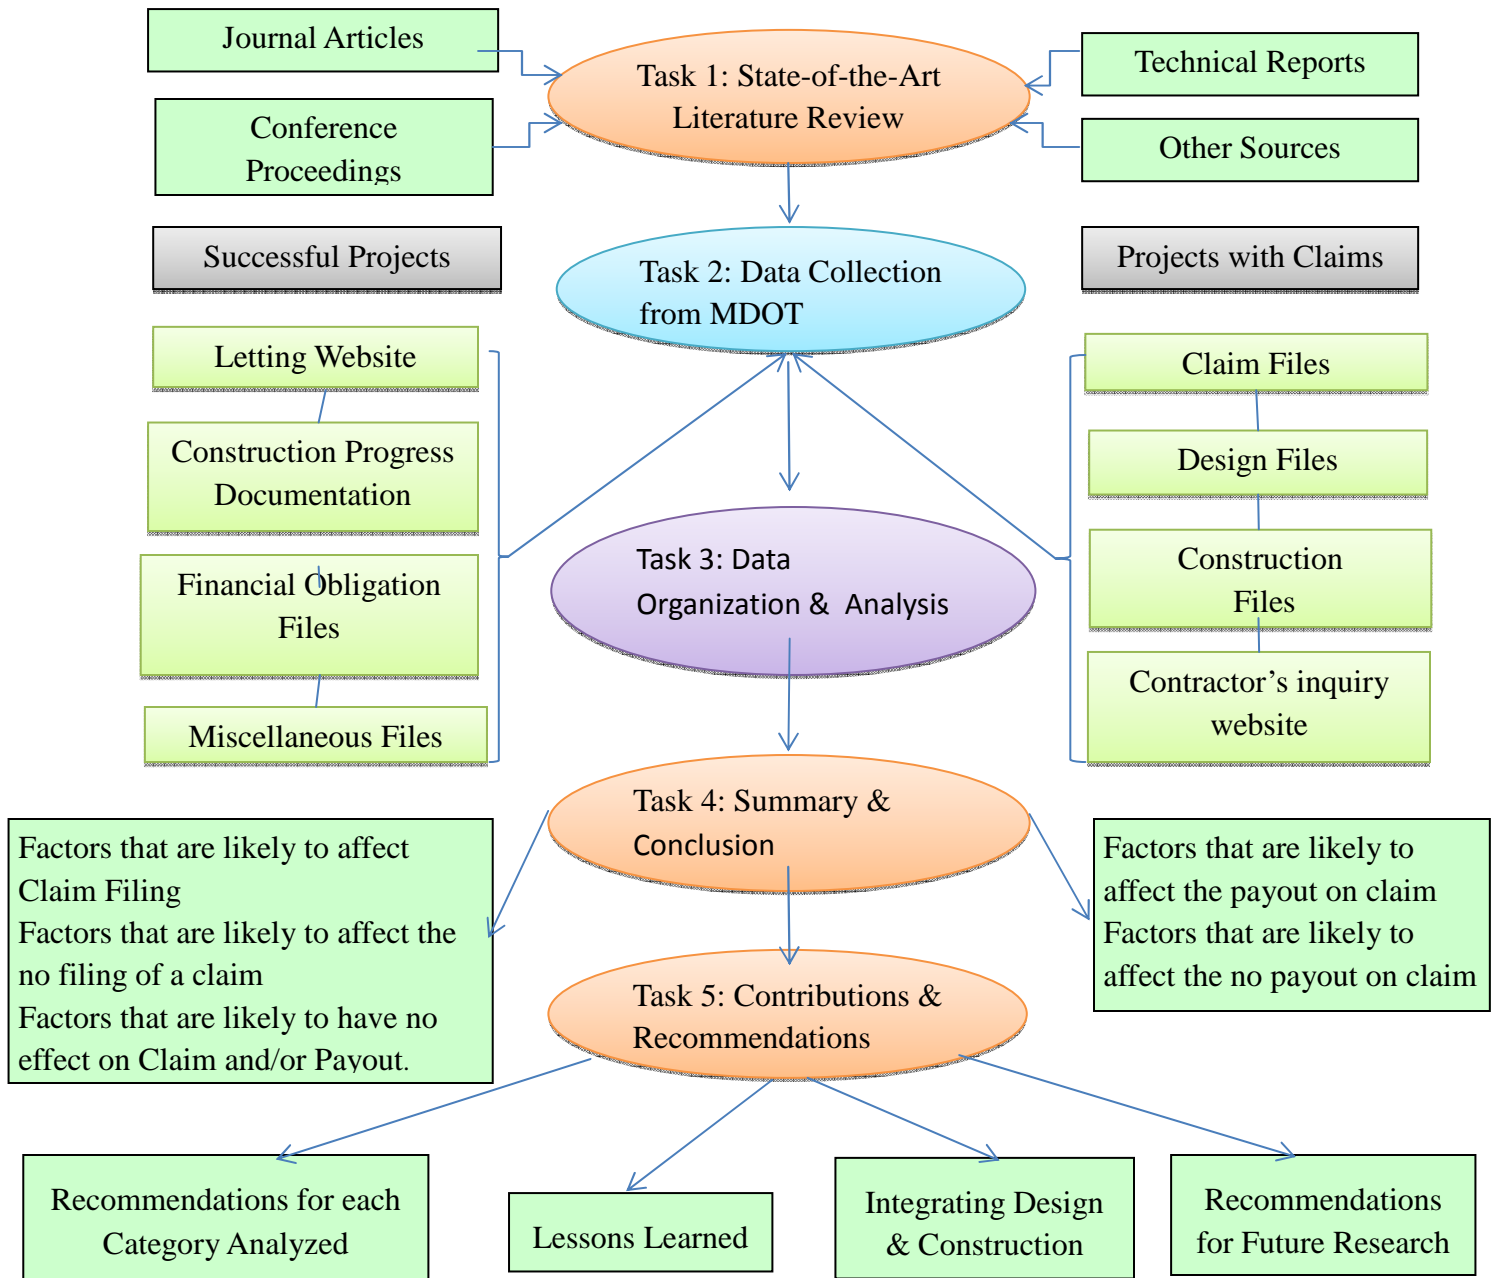 Journal Articles
Task 1: State-of-the-Art
Literature Review
Technical Reports
Conference
Proceedings
Other Sources
Successful Projects
Task 2: Data Collection
from MDOT
Projects with Claims
Letting Website
Construction Progress
Documentation
Financial Obligation
Files
Miscellaneous Files
Claim Files
Design Files
Construction
Files
Contractor’s inquiry
website
Task 3: Data
Organization & Analysis
Task 4: Summary &
Conclusion
Factors that are likely to affect
Claim Filing
Factors that are likely to affect the
no filing of a claim
Factors that are likely to have no
effect on Claim and/or Payout.
Factors that are likely to
affect the payout on claim
Factors that are likely to
affect the no payout on claim
Task 5: Contributions &
Recommendations
Recommendations for each
Category Analyzed
Lessons Learned
Integrating Design
& Construction
Recommendations
for Future Research